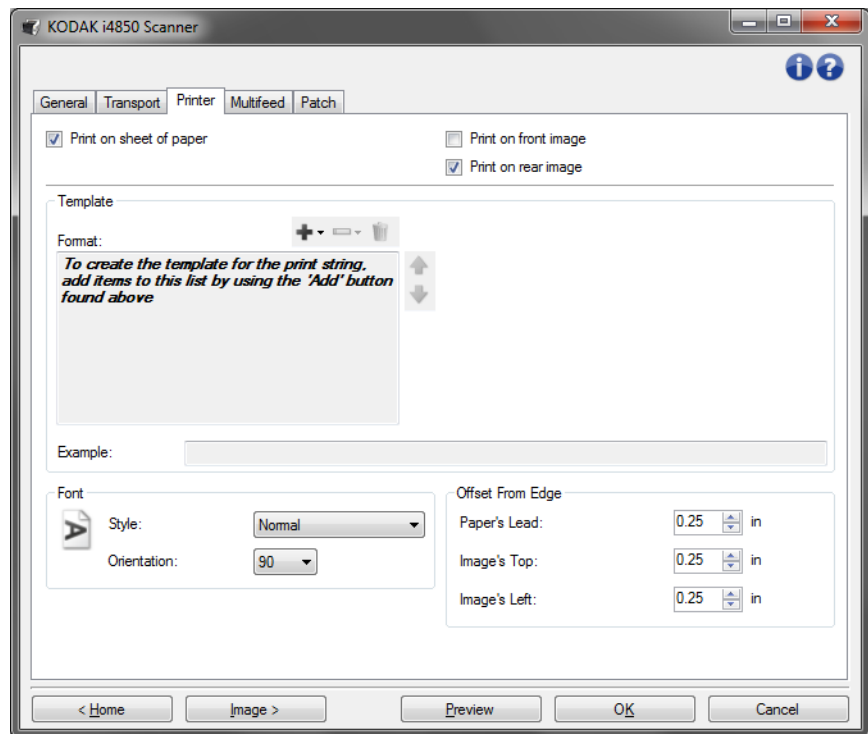 KODAK i4850 Scanner
General Transport Printer Multifeed Patch
Print on sheet of paper
Print on front image
Print on rear image
Template
Format:
To create the template for the print string,
add items to this list by using the 'Add' button
found above
Example:
Font
Style: Normal
Orientation: 90
Offset From Edge
Paper's Lead: 0.25 in
Image's Top: 0.25 in
Image's Left: 0.25 in
< Home Image > Preview OK Cancel